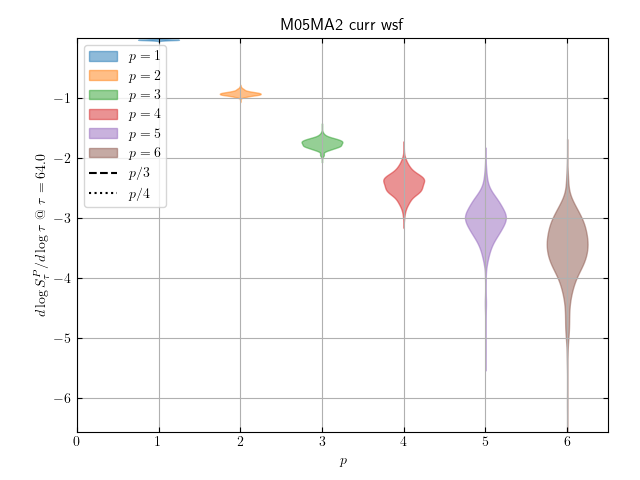 M05MA2 curr wsf
p = 1
p = 2
p = 3
p = 4
p = 5
p = 6
p/3
p/4
d log S_τ^P / d log τ @ τ = 64.0
−1
−2
−3
−4
−5
−6
0 1 2 3 4 5 6
p